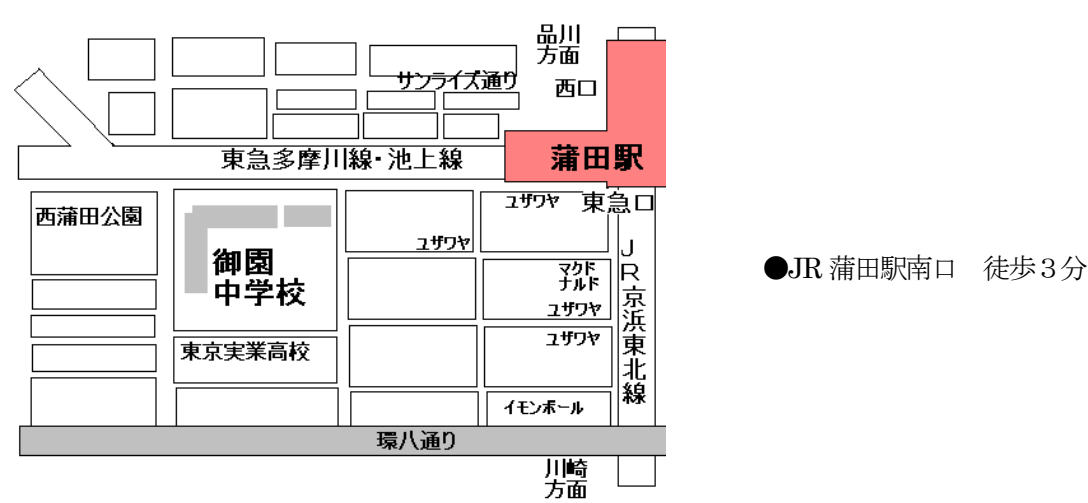 品川
方面
サンライズ通り
西口
東急多摩川線・池上線
蒲田駅
西蒲田公園
ユザワヤ
東急口
ユザワヤ
御園
中学校
JR京浜東北線
マクド
ナルド
ユザワヤ
●JR 蒲田駅南口　徒歩３分
ユザワヤ
東京実業高校
イモンボール
環八通り
川崎
方面